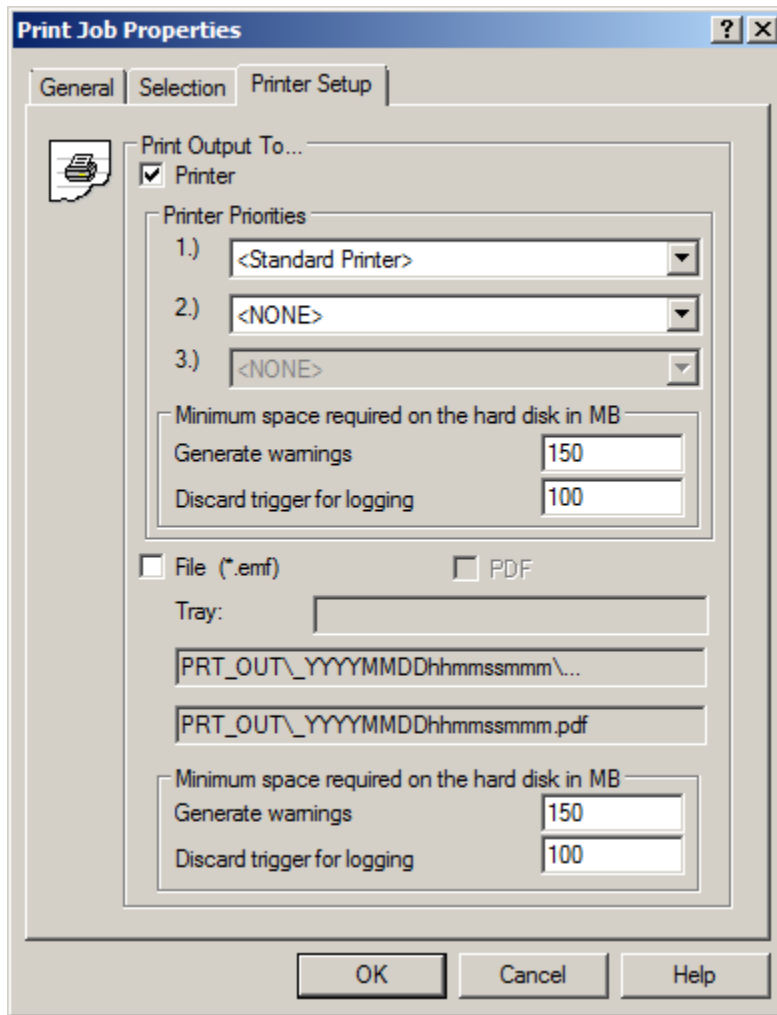 Print Job Properties
General Selection Printer Setup
Print Output To...
Printer
Printer Priorities
1.) <Standard Printer>
2.) <NONE>
3.) <NONE>
Minimum space required on the hard disk in MB
Generate warnings 150
Discard trigger for logging 100
File (*.emf) PDF
Tray:
PRT_OUT\_YYYYMMDDhhmmssmmm\...
PRT_OUT\_YYYYMMDDhhmmssmmm.pdf
Minimum space required on the hard disk in MB
Generate warnings 150
Discard trigger for logging 100
OK Cancel Help